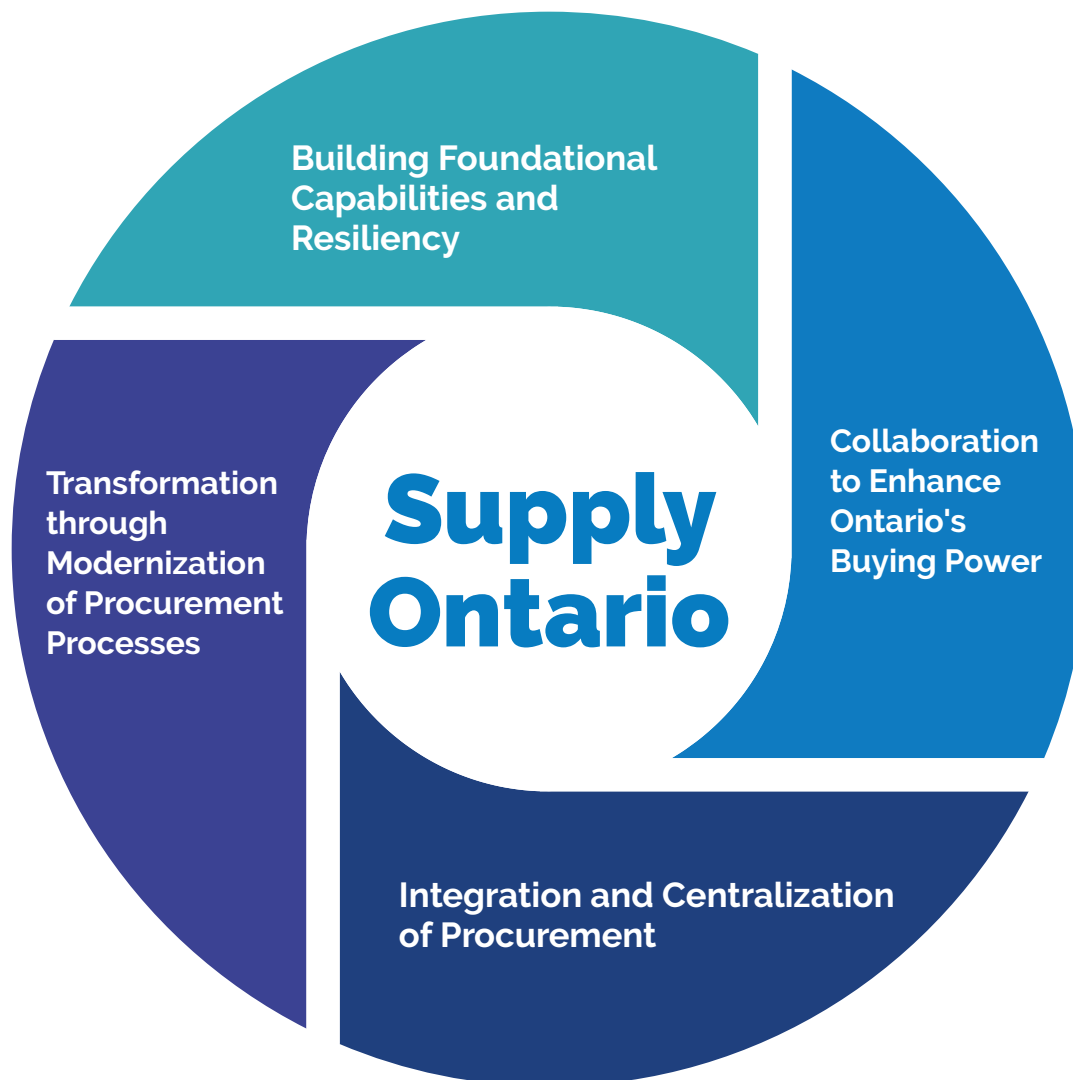 Building Foundational
Capabilities and
Resiliency
Collaboration
to Enhance
Ontario's
Buying Power
Transformation
through
Modernization
of Procurement
Processes
Supply
Ontario
Integration and Centralization
of Procurement